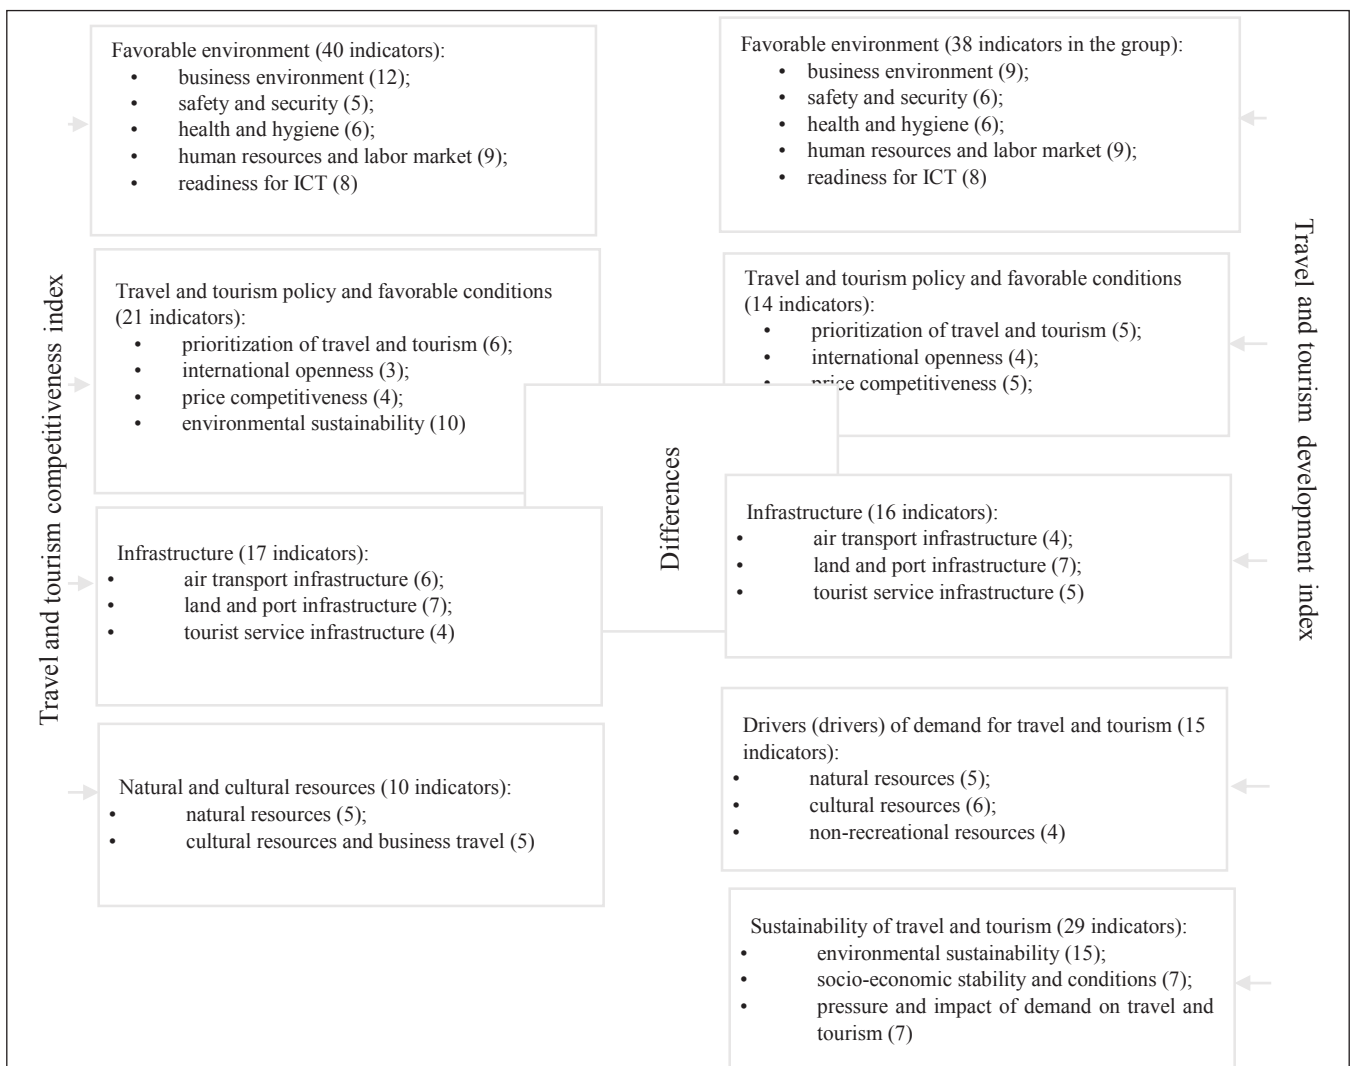 Travel and tourism competitiveness index
Favorable environment (40 indicators):
• business environment (12);
• safety and security (5);
• health and hygiene (6);
• human resources and labor market (9);
• readiness for ICT (8)
Travel and tourism policy and favorable conditions
(21 indicators):
• prioritization of travel and tourism (6);
• international openness (3);
• price competitiveness (4);
• environmental sustainability (10)
Infrastructure (17 indicators):
• air transport infrastructure (6);
• land and port infrastructure (7);
• tourist service infrastructure (4)
Natural and cultural resources (10 indicators):
• natural resources (5);
• cultural resources and business travel (5)
Differences
Favorable environment (38 indicators in the group):
• business environment (9);
• safety and security (6);
• health and hygiene (6);
• human resources and labor market (9);
• readiness for ICT (8)
Travel and tourism policy and favorable conditions
(14 indicators):
• prioritization of travel and tourism (5);
• international openness (4);
• price competitiveness (5);
Infrastructure (16 indicators):
• air transport infrastructure (4);
• land and port infrastructure (7);
• tourist service infrastructure (5)
Drivers (drivers) of demand for travel and tourism (15
indicators):
• natural resources (5);
• cultural resources (6);
• non-recreational resources (4)
Sustainability of travel and tourism (29 indicators):
• environmental sustainability (15);
• socio-economic stability and conditions (7);
• pressure and impact of demand on travel and
tourism (7)
Travel and tourism development index